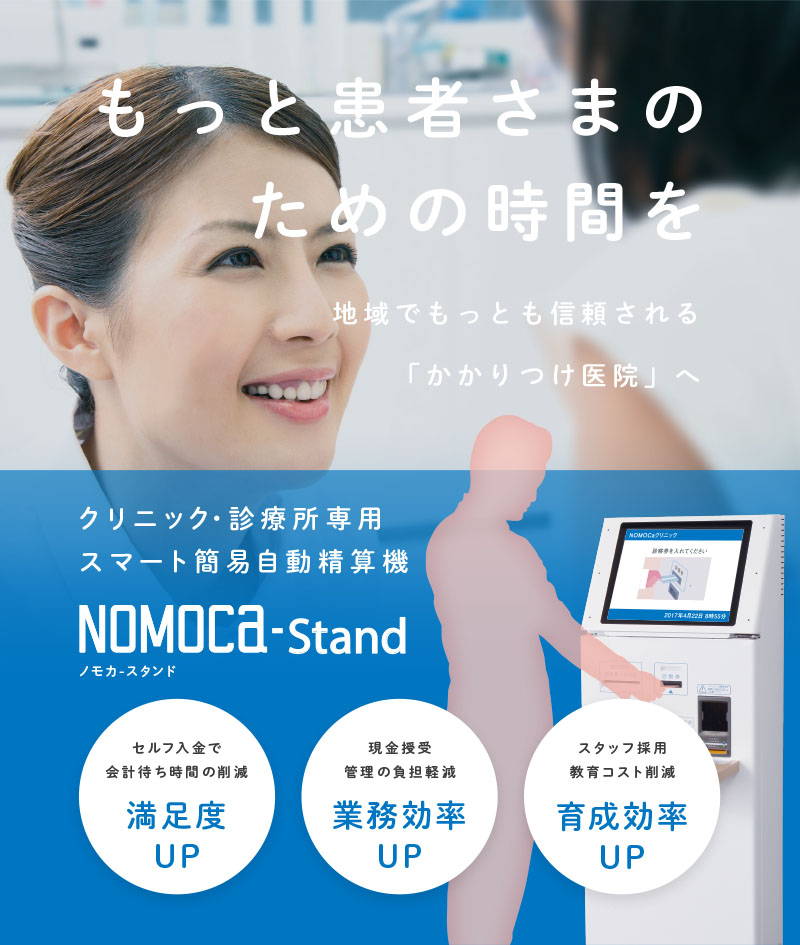 もっと患者さまの
ための時間を
地域でもっとも信頼される
「かかりつけ医院」へ
クリニック・診療所専用
スマート簡易自動精算機
NOMOCa-Stand
ノモカ-スタンド
NOMOCaクリニック
診察券を入れてください
2017年4月22日 8時55分
セルフ入金で
会計待ち時間の削減
満足度
UP
現金授受
管理の負担軽減
業務効率
UP
スタッフ採用
教育コスト削減
育成効率
UP